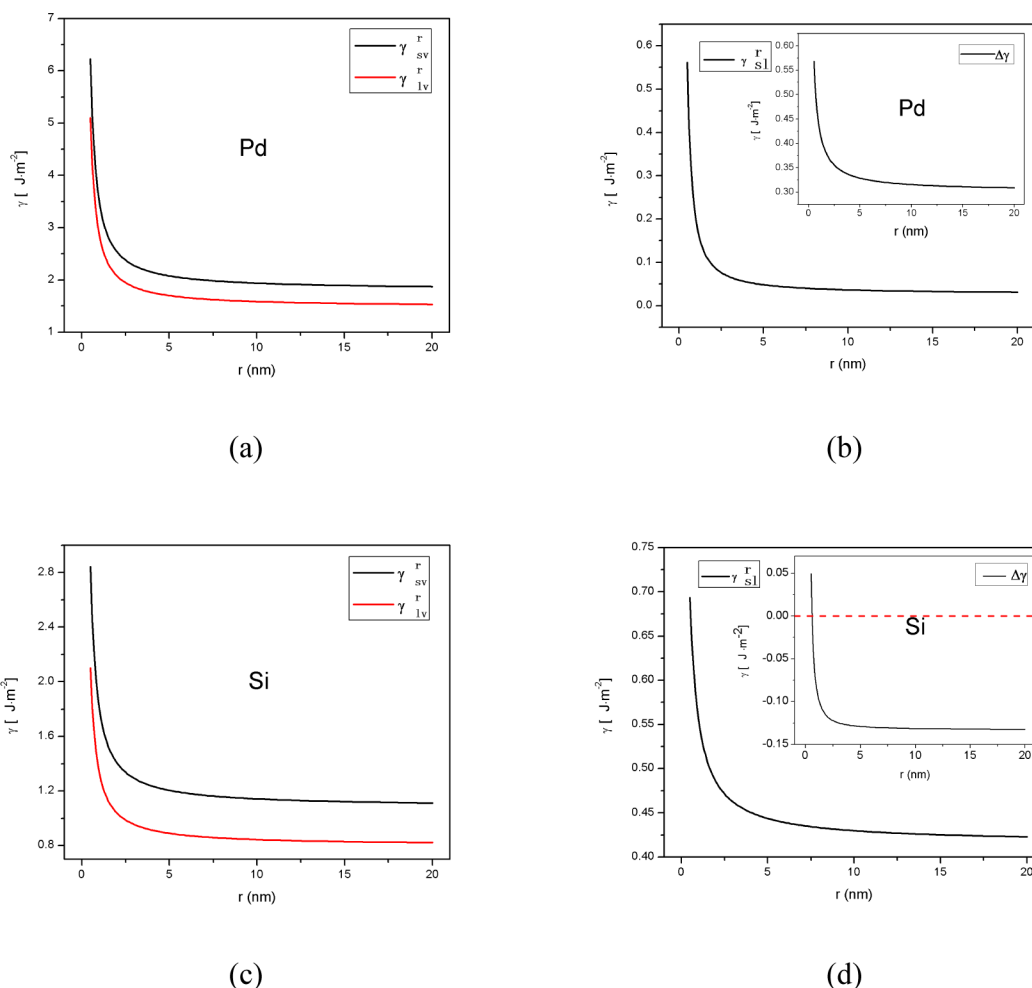 7
6
5
4
3
2
1
γ [ J·m⁻²]
0
5
10
15
20
r (nm)
γ r sv
γ r lv
Pd
(a)
0.6
0.5
0.4
0.3
0.2
0.1
0.0
γ [ J·m⁻²]
0
5
10
15
20
r (nm)
γ r sl
0.60
0.55
0.50
0.45
0.40
0.35
0.30
γ [ J·m⁻²]
0
5
10
15
20
r (nm)
Δγ
Pd
(b)
2.8
2.4
2.0
1.6
1.2
0.8
γ [ J·m⁻²]
0
5
10
15
20
r (nm)
γ r sv
γ r lv
Si
(c)
0.75
0.70
0.65
0.60
0.55
0.50
0.45
0.40
γ [ J·m⁻²]
0
5
10
15
20
r (nm)
γ r sl
0.05
0.00
-0.05
-0.10
-0.15
γ [ J·m⁻²]
0
5
10
15
20
r (nm)
Δγ
Si
(d)